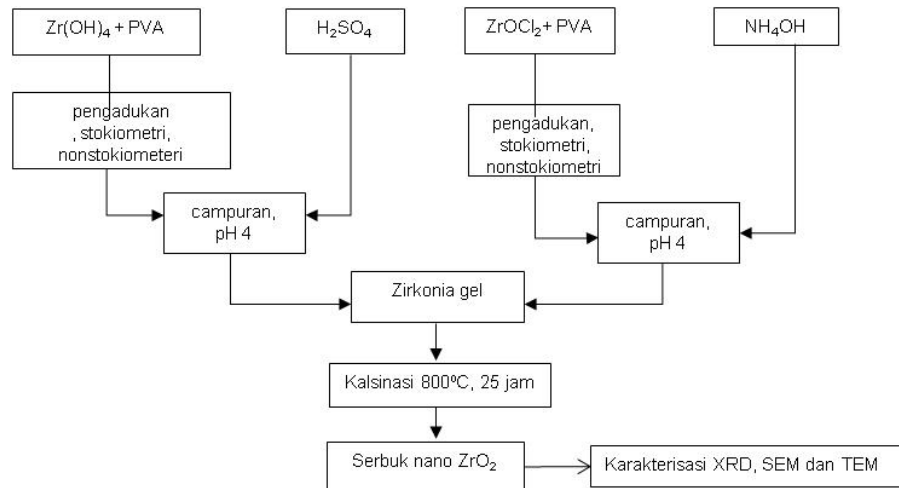 Zr(OH)₄ + PVA
H₂SO₄
ZrOCl₂+ PVA
NH₄OH
pengadukan
, stokiometri,
nonstokiometeri
pengadukan,
stokiometri,
nonstokiometri
campuran,
pH 4
campuran,
pH 4
Zirkonia gel
Kalsinasi 800⁰C, 25 jam
Serbuk nano ZrO₂
Karakterisasi XRD, SEM dan TEM